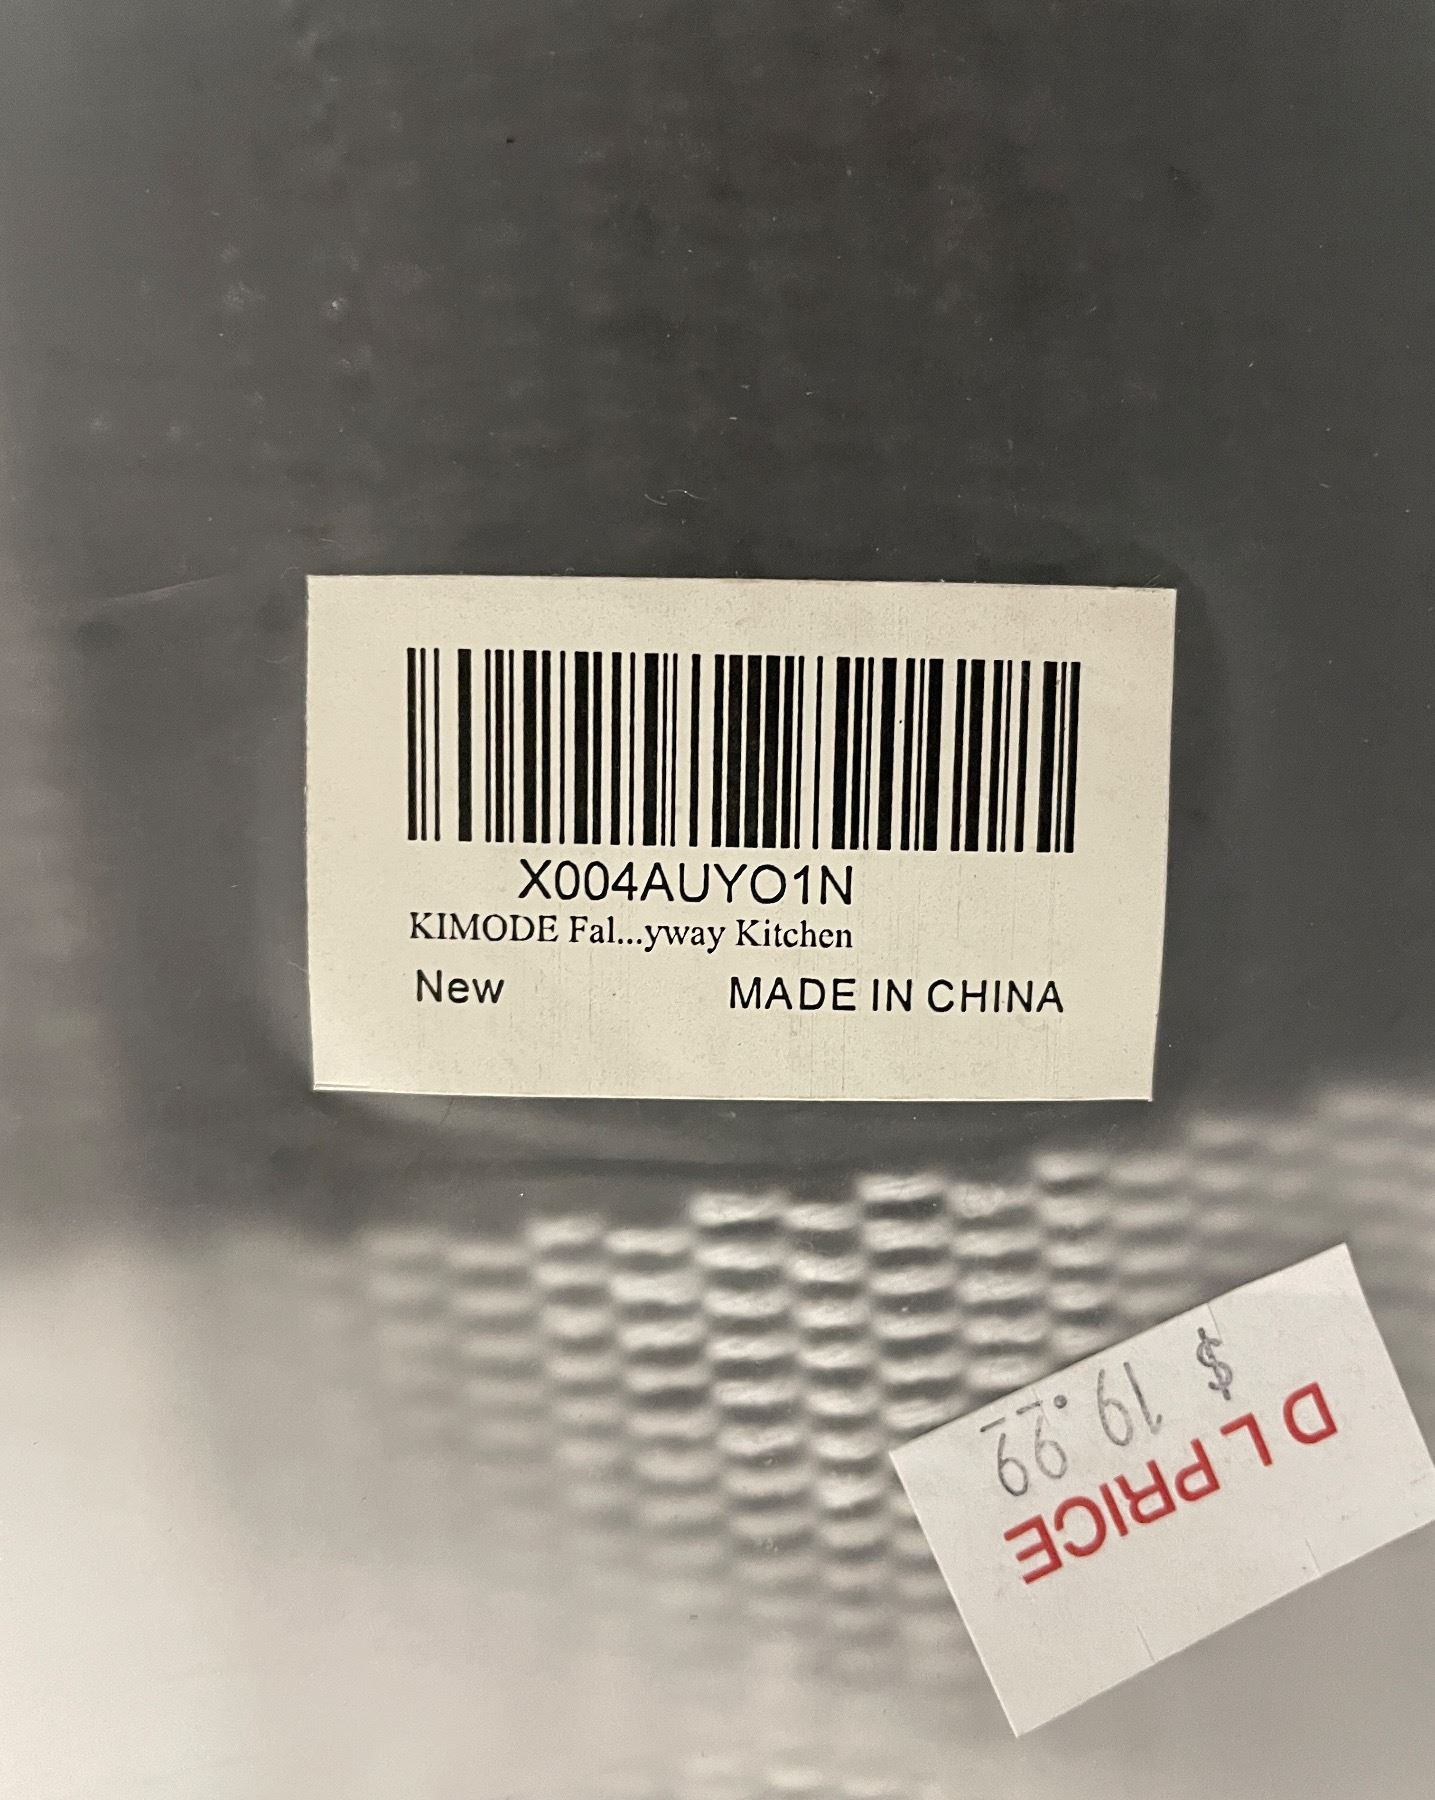 X004AUYO1N
KIMODE Fal...yway Kitchen
New MADE IN CHINA
D L PRICE
$ 19.99